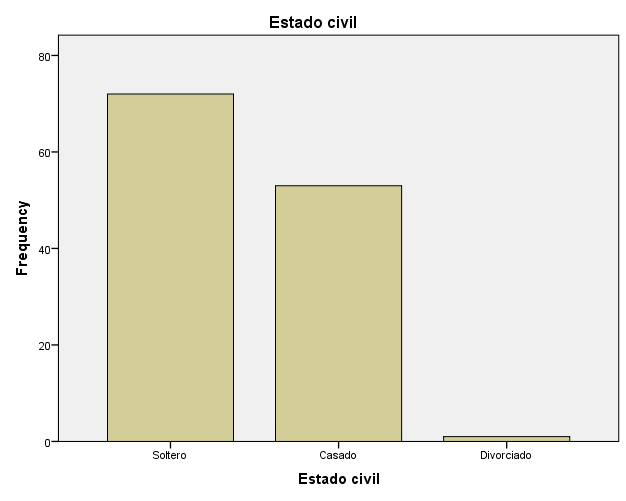 Estado civil
80
60
40
20
0
Frequency
Soltero
Casado
Divorciado
Estado civil